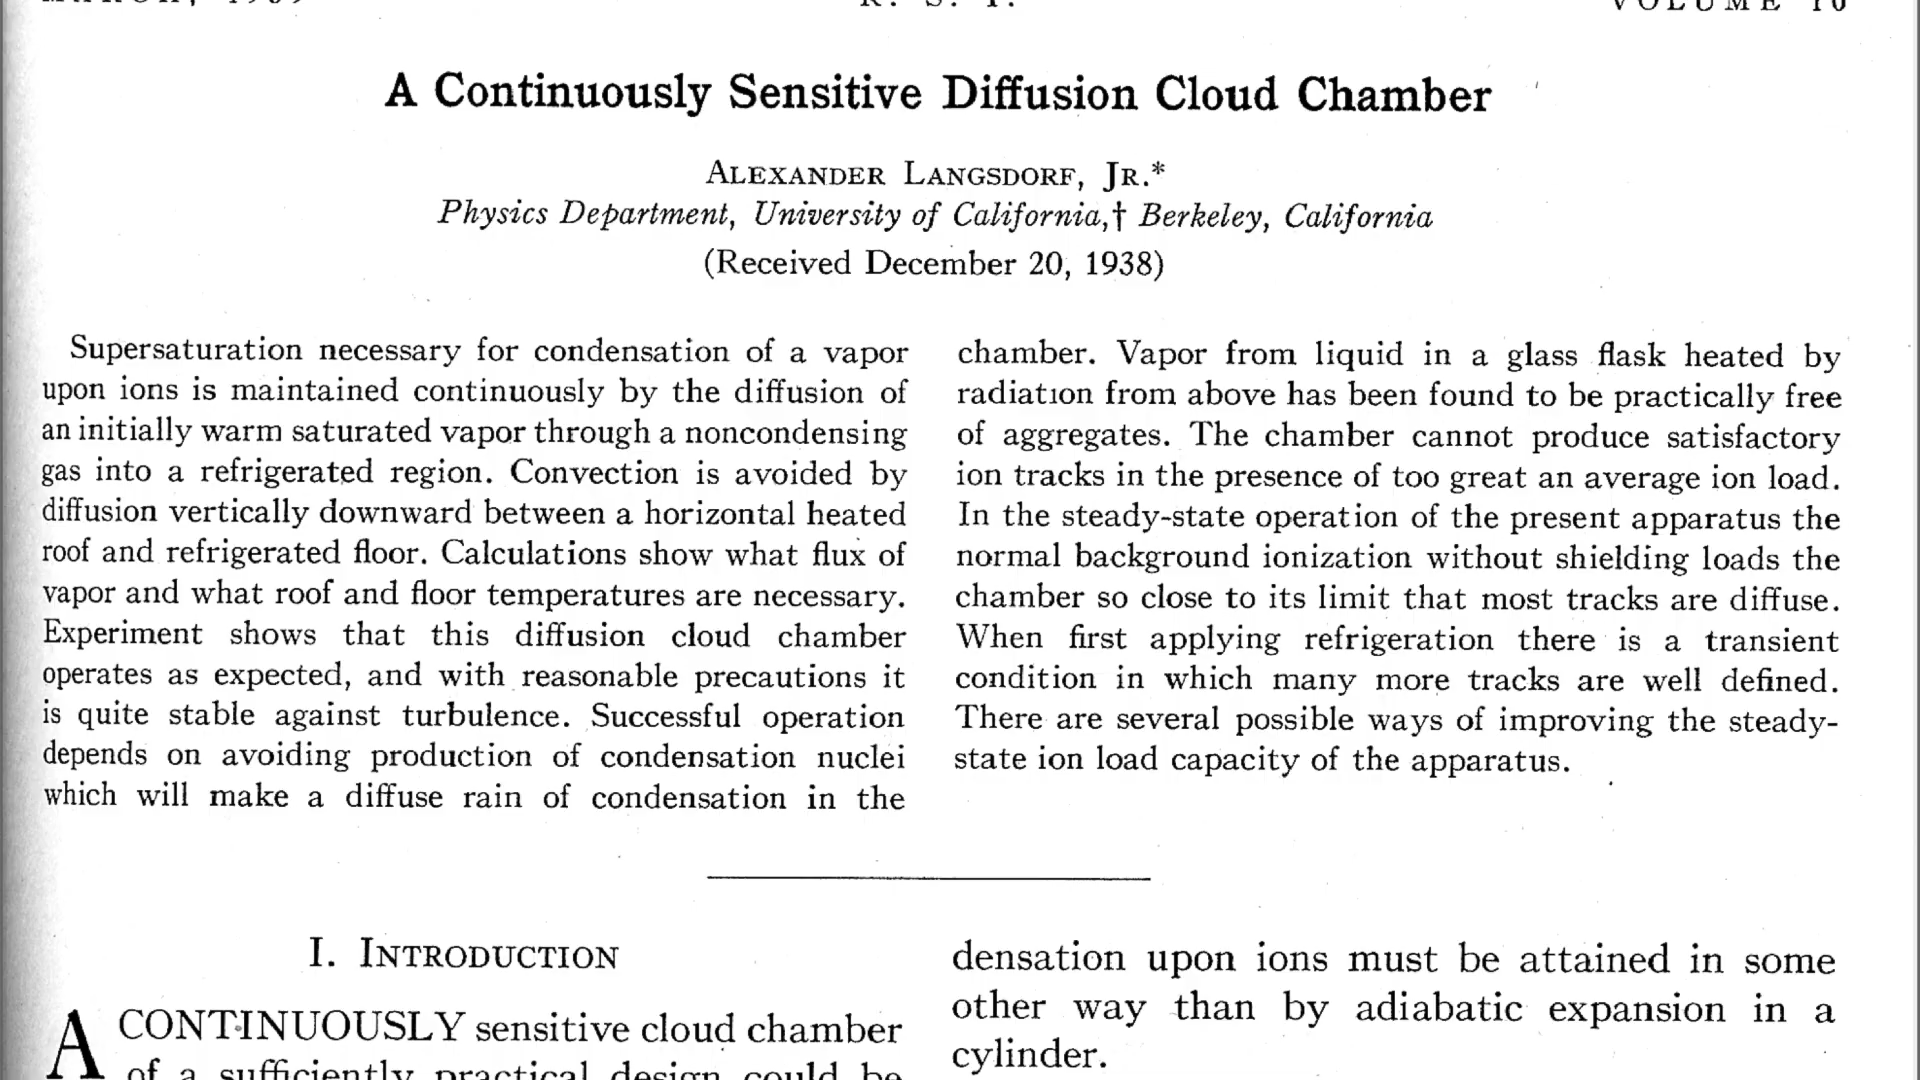 A Continuously Sensitive Diffusion Cloud Chamber
ALEXANDER LANGSDORF, JR.*
Physics Department, University of California,† Berkeley, California
(Received December 20, 1938)
Supersaturation necessary for condensation of a vapor
upon ions is maintained continuously by the diffusion of
an initially warm saturated vapor through a noncondensing
gas into a refrigerated region. Convection is avoided by
diffusion vertically downward between a horizontal heated
roof and refrigerated floor. Calculations show what flux of
vapor and what roof and floor temperatures are necessary.
Experiment shows that this diffusion cloud chamber
operates as expected, and with reasonable precautions it
is quite stable against turbulence. Successful operation
depends on avoiding production of condensation nuclei
which will make a diffuse rain of condensation in the
chamber. Vapor from liquid in a glass flask heated by
radiation from above has been found to be practically free
of aggregates. The chamber cannot produce satisfactory
ion tracks in the presence of too great an average ion load.
In the steady-state operation of the present apparatus the
normal background ionization without shielding loads the
chamber so close to its limit that most tracks are diffuse.
When first applying refrigeration there is a transient
condition in which many more tracks are well defined.
There are several possible ways of improving the steady-
state ion load capacity of the apparatus.
I. INTRODUCTION
A CONTINUOUSLY sensitive cloud chamber
of a sufficiently practical design could be
densation upon ions must be attained in some
other way than by adiabatic expansion in a
cylinder.